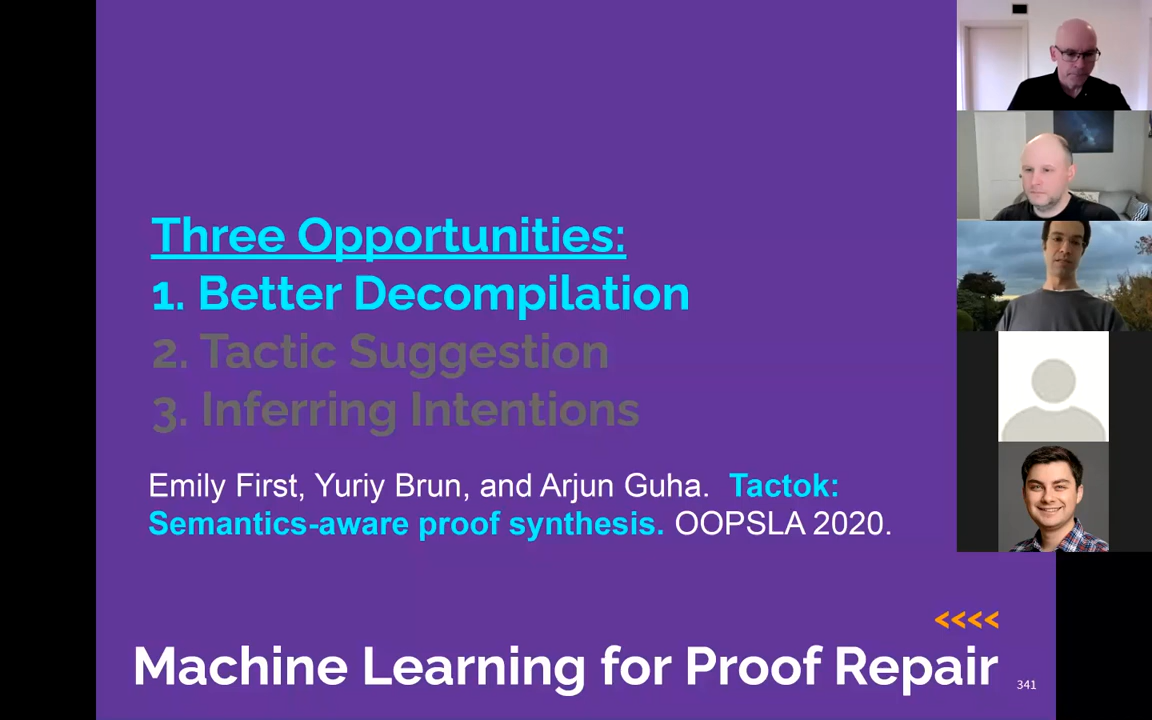 Three Opportunities:
1. Better Decompilation
2. Tactic Suggestion
3. Inferring Intentions
Emily First, Yuriy Brun, and Arjun Guha. Tactok:
Semantics-aware proof synthesis. OOPSLA 2020.
<<<<
Machine Learning for Proof Repair
341